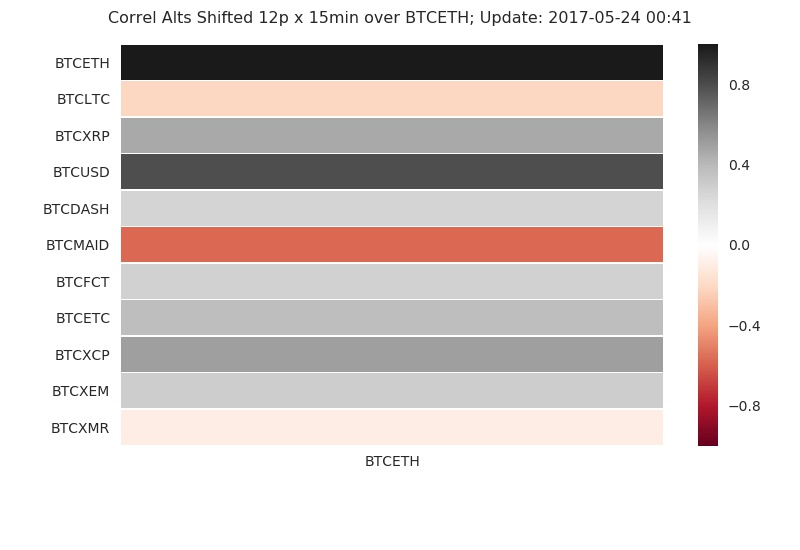 Correl Alts Shifted 12p x 15min over BTCETH; Update: 2017-05-24 00:41
BTCETH
BTCLTC
BTCXRP
BTCUSD
BTCDASH
BTCMAID
BTCFCT
BTCETC
BTCXCP
BTCXEM
BTCXMR
BTCETH
0.8
0.4
0.0
−0.4
−0.8